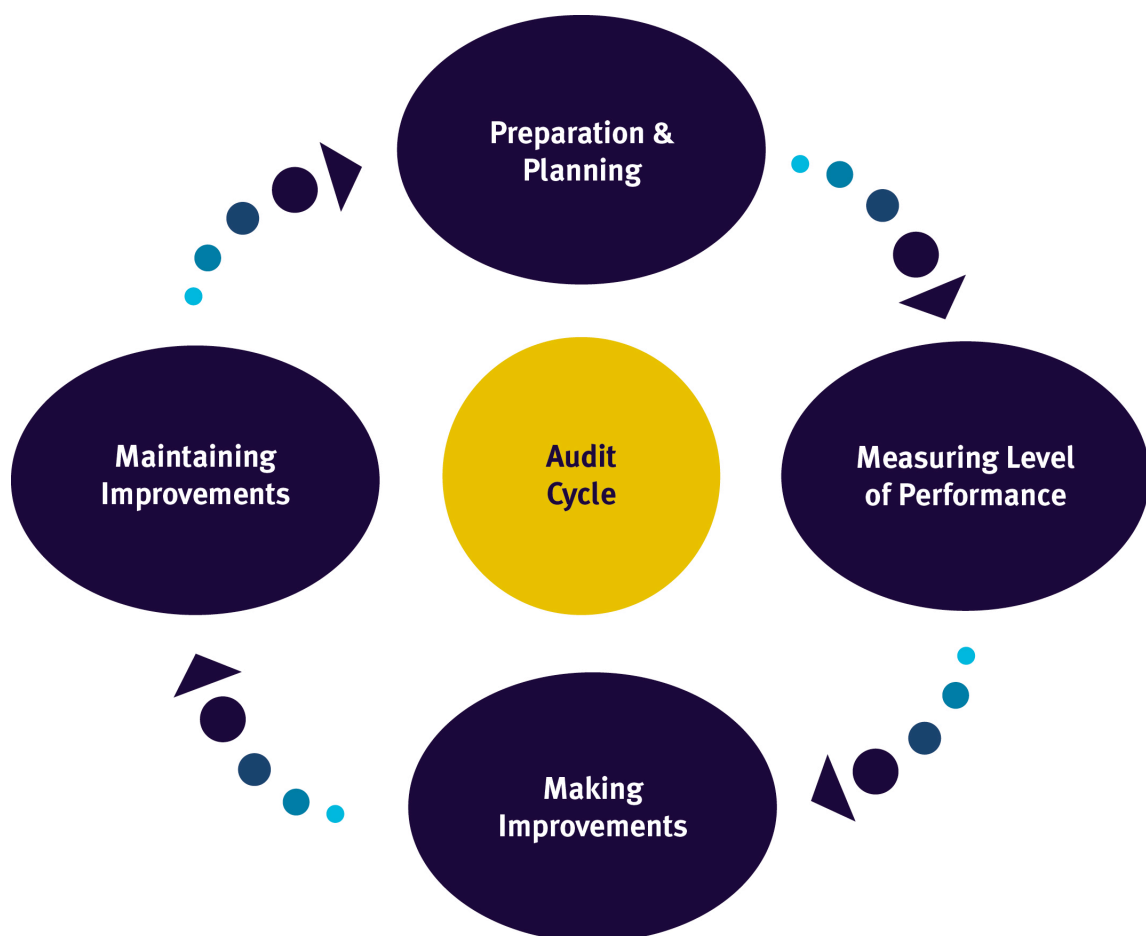 Preparation &
Planning
Measuring Level
of Performance
Making
Improvements
Maintaining
Improvements
Audit
Cycle